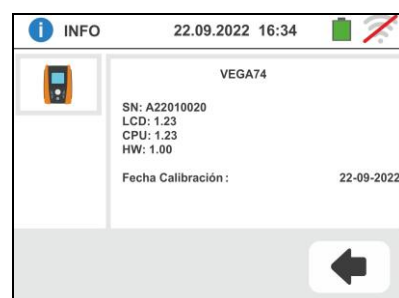 INFO 22.09.2022 16:34
VEGA74
SN: A22010020
LCD: 1.23
CPU: 1.23
HW: 1.00
Fecha Calibración : 22-09-2022